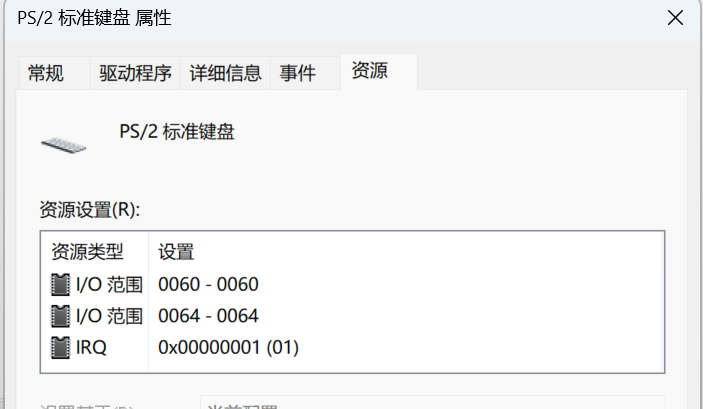 PS/2 标准键盘 属性
常规 驱动程序 详细信息 事件 资源
PS/2 标准键盘
资源设置(R):
资源类型 设置
I/O 范围 0060 - 0060
I/O 范围 0064 - 0064
IRQ 0x00000001 (01)